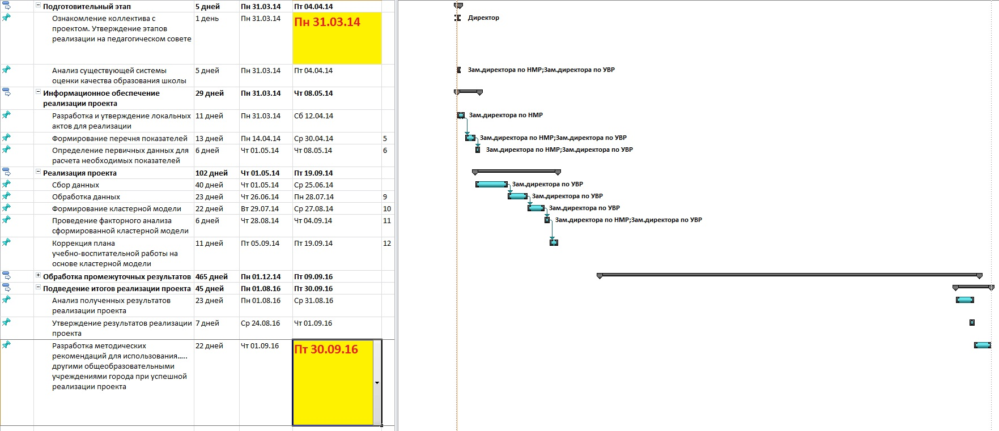 Подготовительный этап 5 дней Пн 31.03.14 Пт 04.04.14
Ознакомление коллектива с 1 день Пн 31.03.14 Пн 31.03.14 Директор
проектом. Утверждение этапов
реализации на педагогическом совете
Анализ существующей системы 5 дней Пн 31.03.14 Пт 04.04.14 Зам.директора по НМР;Зам.директора по УВР
оценки качества образования школы
Информационное обеспечение 29 дней Пн 31.03.14 Чт 08.05.14
реализации проекта
Разработка и утверждение локальных 11 дней Пн 31.03.14 Сб 12.04.14 Зам.директора по НМР
актов для реализации
Формирование перечня показателей 13 дней Пн 14.04.14 Ср 30.04.14 5 Зам.директора по НМР;Зам.директора по УВР
Определение первичных данных для 6 дней Чт 01.05.14 Чт 08.05.14 6 Зам.директора по НМР;Зам.директора по УВР
расчета необходимых показателей
Реализация проекта 102 дней Чт 01.05.14 Пт 19.09.14
Сбор данных 40 дней Чт 01.05.14 Ср 25.06.14 Зам.директора по УВР
Обработка данных 23 дней Чт 26.06.14 Пн 28.07.14 9 Зам.директора по УВР
Формирование кластерной модели 22 дней Вт 29.07.14 Ср 27.08.14 10 Зам.директора по УВР
Проведение факторного анализа 6 дней Чт 28.08.14 Чт 04.09.14 11 Зам.директора по НМР;Зам.директора по УВР
сформированной кластерной модели
Коррекция плана 11 дней Пт 05.09.14 Пт 19.09.14 12
учебно-воспитательной работы на
основе кластерной модели
Обработка промежуточных результатов 465 дней Пн 01.12.14 Пт 09.09.16
Подведение итогов реализации проекта 45 дней Пн 01.08.16 Пт 30.09.16
Анализ полученных результатов 23 дней Пн 01.08.16 Ср 31.08.16
реализации проекта
Утверждение результатов реализации 7 дней Ср 24.08.16 Чт 01.09.16
проекта
Разработка методических 22 дней Чт 01.09.16 Пт 30.09.16
рекомендаций для использования.....
другими общеобразовательными
учреждениями города при успешной
реализации проекта